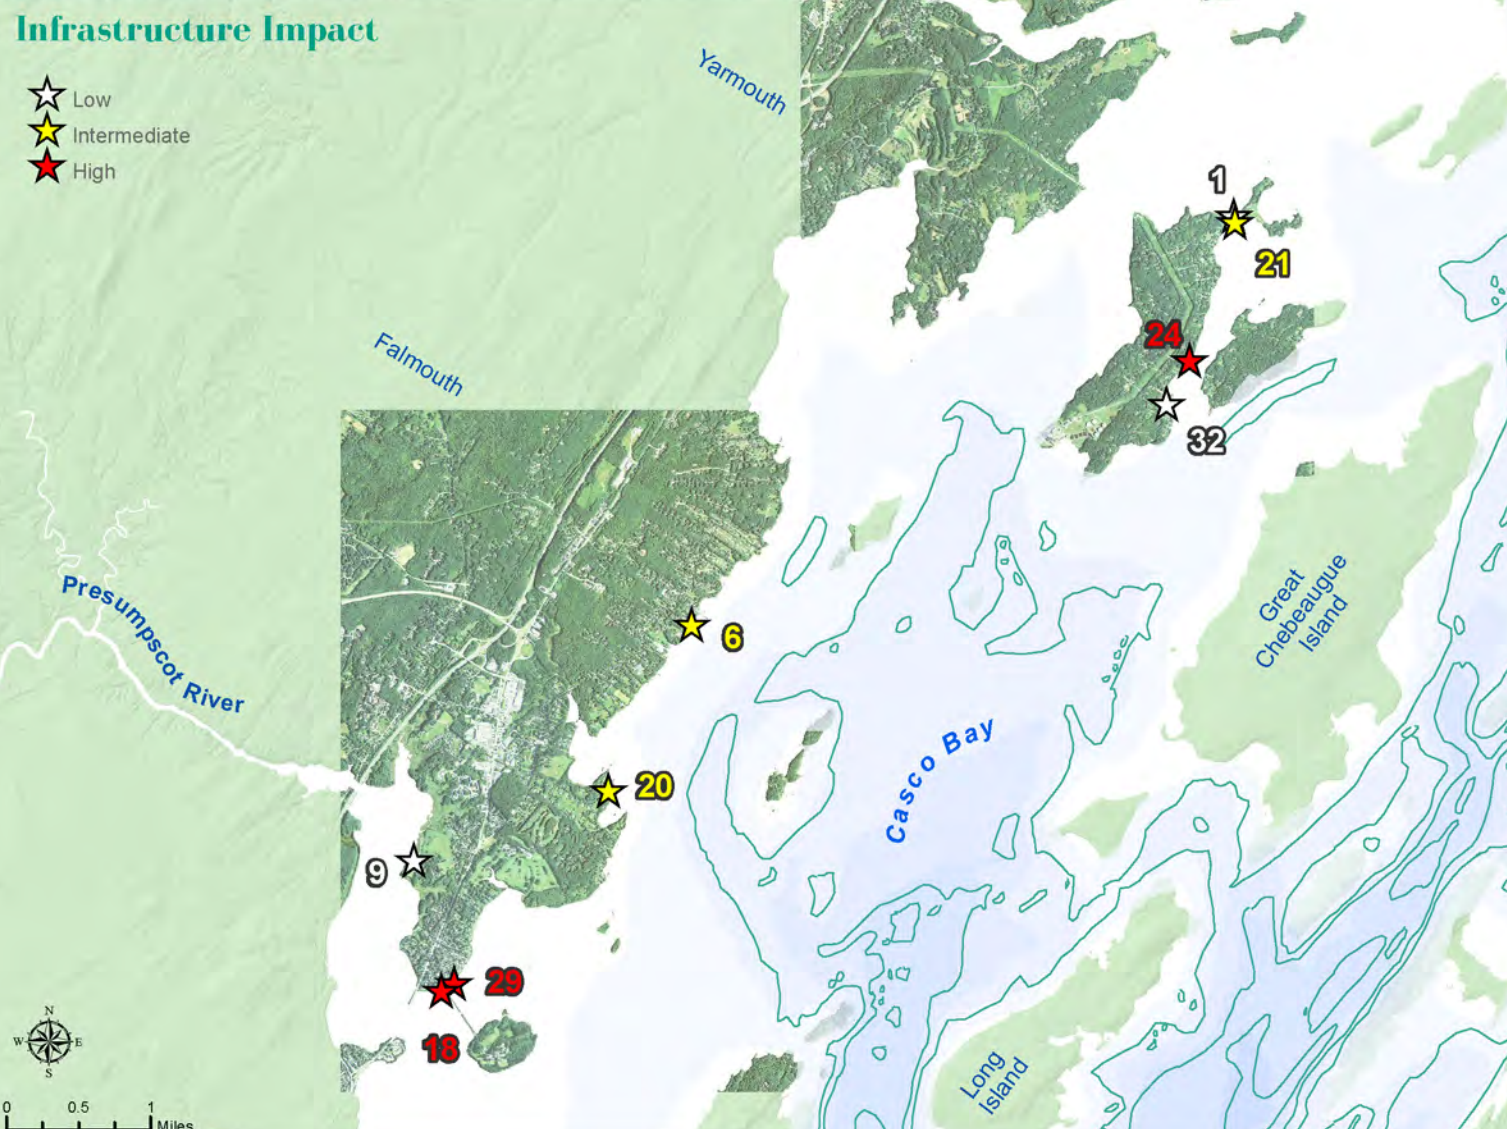 Infrastructure Impact
Low
Intermediate
High
Yarmouth
1
21
Falmouth
24
32
Presumpscot River
6
Great
Chebeaugue
Island
Casco Bay
20
9
29
18
N
W E
S
Long
Island
0 0.5 1
Miles